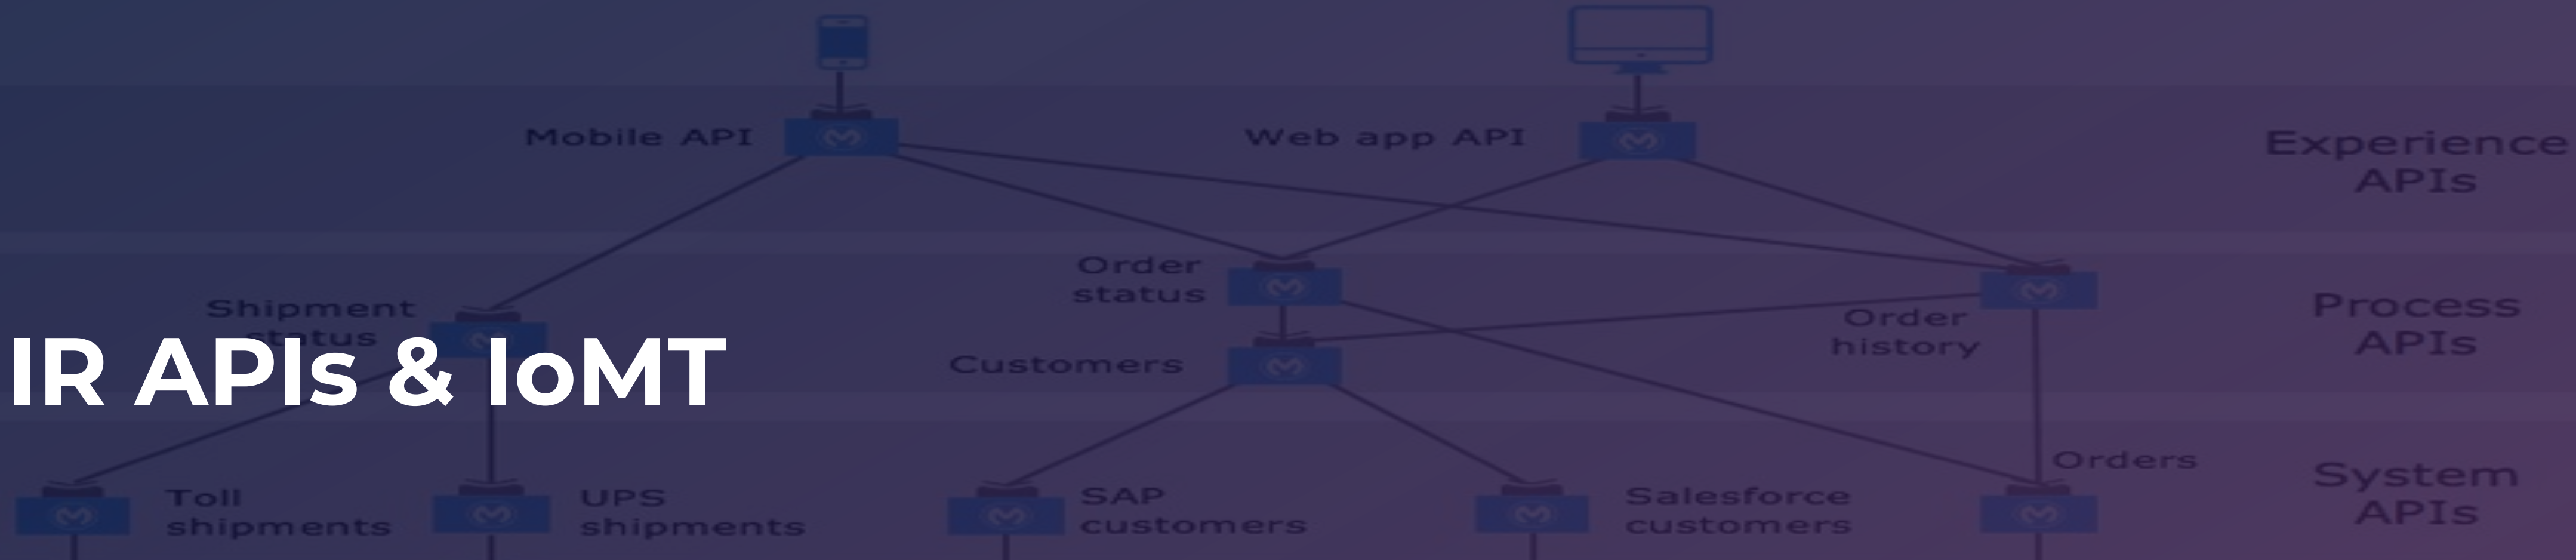 Mobile API
Web app API
Experience
APIs
Order
status
Shipment
status
Process
APIs
Order
history
Customers
IR APIs & IoMT
Orders
System
APIs
Toll
shipments
UPS
shipments
SAP
customers
Salesforce
customers